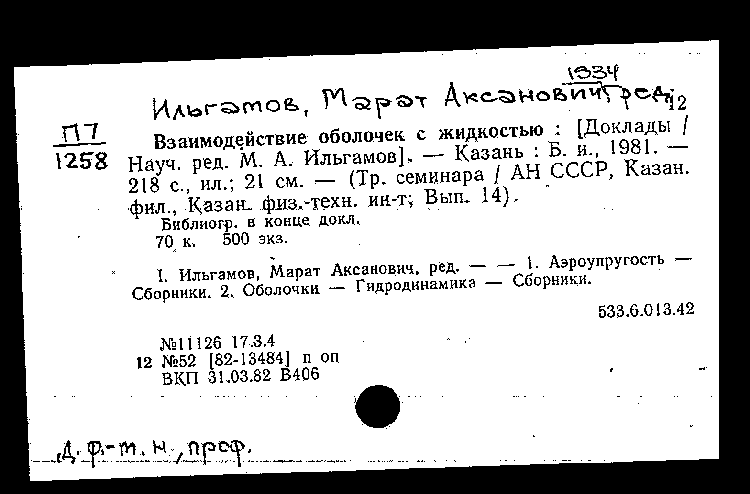 1934
Ильгамов, Марат Аксанович, ред. 12
П7
1258
Взаимодействие оболочек с жидкостью : [Доклады /
Науч. ред. М. А. Ильгамов]. — Казань : Б. и., 1981. —
218 с., ил.; 21 см. — (Тр. семинара / АН СССР, Казан.
фил., Казан. физ.-техн. ин-т; Вып. 14).
Библиогр. в конце докл.
70 к. 500 экз.
I. Ильгамов, Марат Аксанович, ред. — — 1. Аэроупругость —
Сборники. 2. Оболочки — Гидродинамика — Сборники.
533.6.013.42
№11126 17.3.4
12 №52 [82-13484] п оп
ВКП 31.03.82 В406
Д. ф.-м. н., проф.